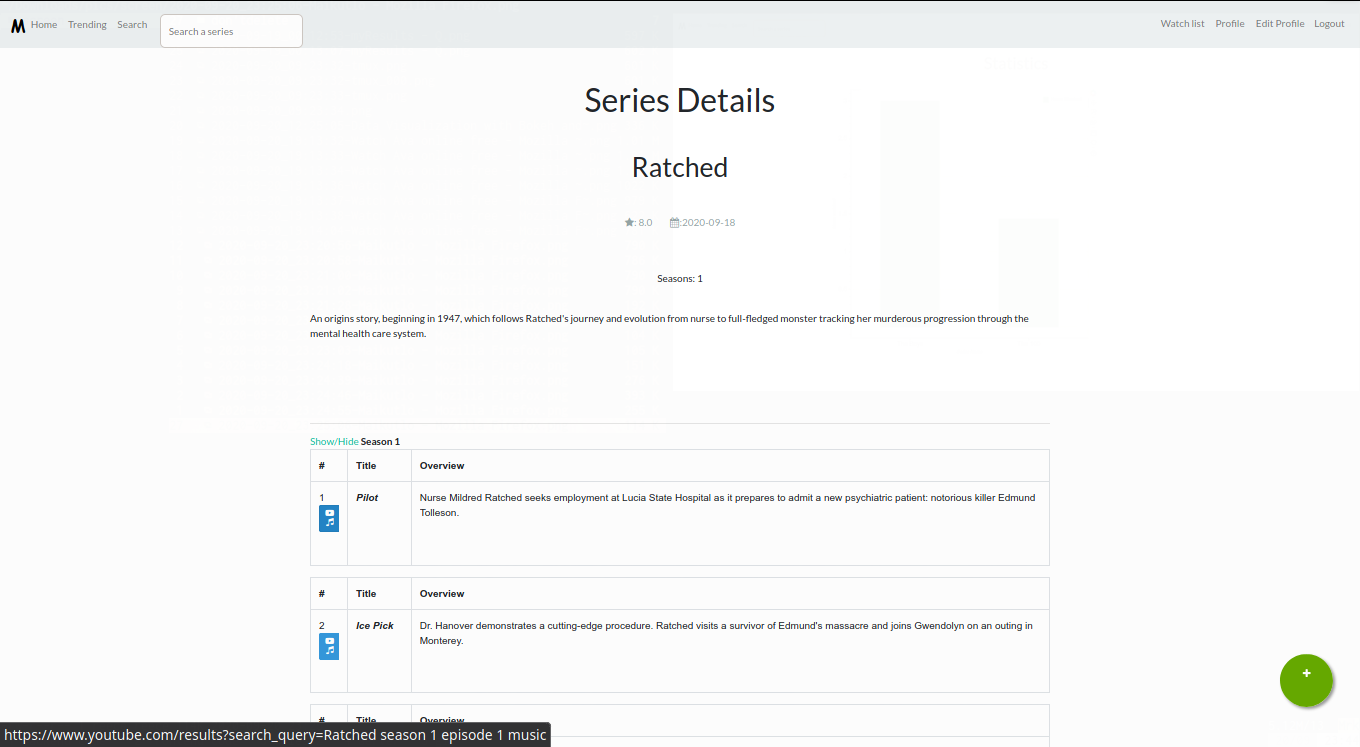 M Home Trending Search Search a series Watch list Profile Edit Profile Logout
Series Details
Ratched
: 8.0 :2020-09-18
Seasons: 1
An origins story, beginning in 1947, which follows Ratched's journey and evolution from nurse to full-fledged monster tracking her murderous progression through the
mental health care system.
Show/Hide Season 1
# Title Overview
1 Pilot Nurse Mildred Ratched seeks employment at Lucia State Hospital as it prepares to admit a new psychiatric patient: notorious killer Edmund
Tolleson.
# Title Overview
2 Ice Pick Dr. Hanover demonstrates a cutting-edge procedure. Ratched visits a survivor of Edmund's massacre and joins Gwendolyn on an outing in
Monterey.
+
# Title Overview
https://www.youtube.com/results?search_query=Ratched season 1 episode 1 music